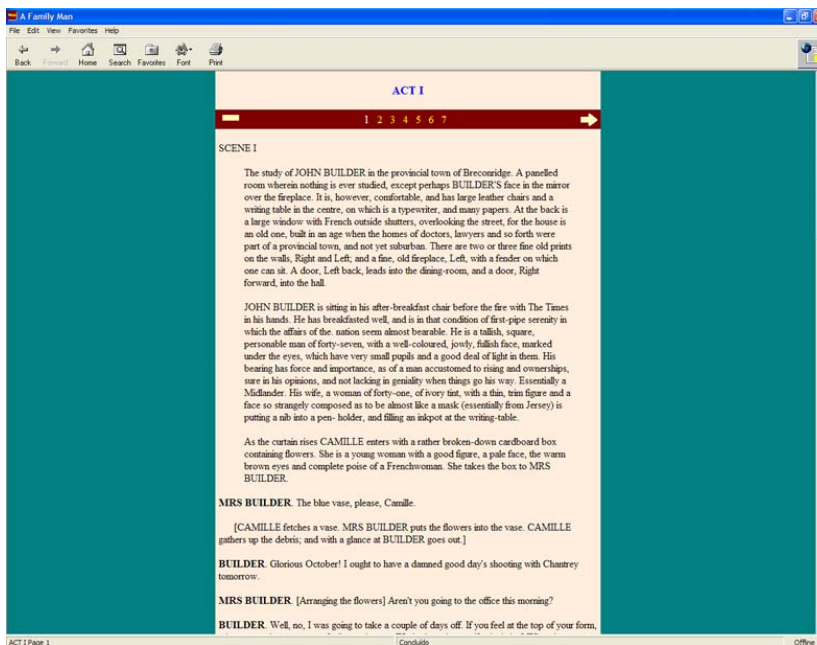 A Family Man
File Edit View Favorites Help
Back Forward Home Search Favorites Font Print
ACT I
1 2 3 4 5 6 7
SCENE I
The study of JOHN BUILDER in the provincial town of Breconridge. A panelled
room wherein nothing is ever studied, except perhaps BUILDER'S face in the mirror
over the fireplace. It is, however, comfortable, and has large leather chairs and a
writing table in the centre, on which is a typewriter, and many papers. At the back is
a large window with French outside shutters, overlooking the street, for the house is
an old one, built in an age when the homes of doctors, lawyers and so forth were
part of a provincial town, and not yet suburban. There are two or three fine old prints
on the walls, Right and Left; and a fine, old fireplace, Left, with a fender on which
one can sit. A door, Left back, leads into the dining-room, and a door, Right
forward, into the hall.
JOHN BUILDER is sitting in his after-breakfast chair before the fire with The Times
in his hands. He has breakfasted well, and is in that condition of first-pipe serenity in
which the affairs of the. nation seem almost bearable. He is a tallish, square,
personable man of forty-seven, with a well-coloured, jowly, fullish face, marked
under the eyes, which have very small pupils and a good deal of light in them. His
bearing has force and importance, as of a man accustomed to rising and ownerships,
sure in his opinions, and not lacking in geniality when things go his way. Essentially a
Midlander. His wife, a woman of forty-one, of ivory tint, with a thin, trim figure and a
face so strangely composed as to be almost like a mask (essentially from Jersey) is
putting a nib into a pen- holder, and filling an inkpot at the writing-table.
As the curtain rises CAMILLE enters with a rather broken-down cardboard box
containing flowers. She is a young woman with a good figure, a pale face, the warm
brown eyes and complete poise of a Frenchwoman. She takes the box to MRS
BUILDER.
MRS BUILDER. The blue vase, please, Camille.
[CAMILLE fetches a vase. MRS BUILDER puts the flowers into the vase. CAMILLE
gathers up the debris; and with a glance at BUILDER goes out.]
BUILDER. Glorious October! I ought to have a damned good day's shooting with Chantrey
tomorrow.
MRS BUILDER. [Arranging the flowers] Aren't you going to the office this morning?
BUILDER. Well, no, I was going to take a couple of days off. If you feel at the top of your form,
ACT I Page 1 Concluído Offline